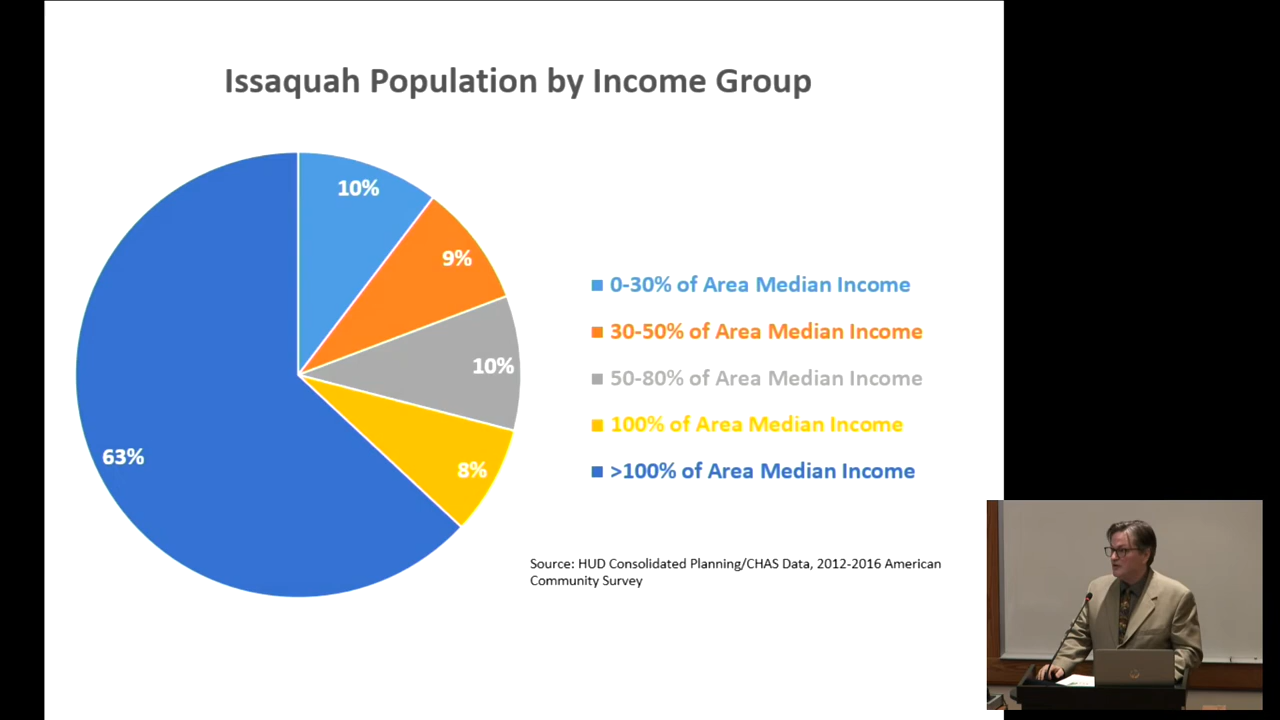 Issaquah Population by Income Group
10%
9%
10%
8%
63%
0-30% of Area Median Income
30-50% of Area Median Income
50-80% of Area Median Income
100% of Area Median Income
>100% of Area Median Income
Source: HUD Consolidated Planning/CHAS Data, 2012-2016 American
Community Survey